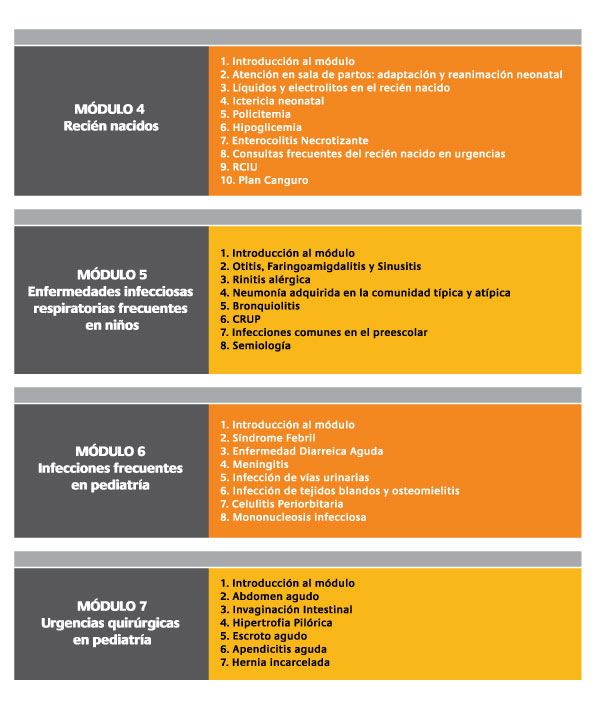 MÓDULO 4
Recién nacidos
1. Introducción al módulo
2. Atención en sala de partos: adaptación y reanimación neonatal
3. Líquidos y electrolitos en el recién nacido
4. Ictericia neonatal
5. Policitemia
6. Hipoglicemia
7. Enterocolitis Necrotizante
8. Consultas frecuentes del recién nacido en urgencias
9. RCIU
10. Plan Canguro
MÓDULO 5
Enfermedades infecciosas
respiratorias frecuentes
en niños
1. Introducción al módulo
2. Otitis, Faringoamigdalitis y Sinusitis
3. Rinitis alérgica
4. Neumonía adquirida en la comunidad típica y atípica
5. Bronquiolitis
6. CRUP
7. Infecciones comunes en el preescolar
8. Semiología
MÓDULO 6
Infecciones frecuentes
en pediatría
1. Introducción al módulo
2. Síndrome Febril
3. Enfermedad Diarreica Aguda
4. Meningitis
5. Infección de vías urinarias
6. Infección de tejidos blandos y osteomielitis
7. Celulitis Periorbitaria
8. Mononucleosis infecciosa
MÓDULO 7
Urgencias quirúrgicas
en pediatría
1. Introducción al módulo
2. Abdomen agudo
3. Invaginación Intestinal
4. Hipertrofia Pilórica
5. Escroto agudo
6. Apendicitis aguda
7. Hernia incarcelada